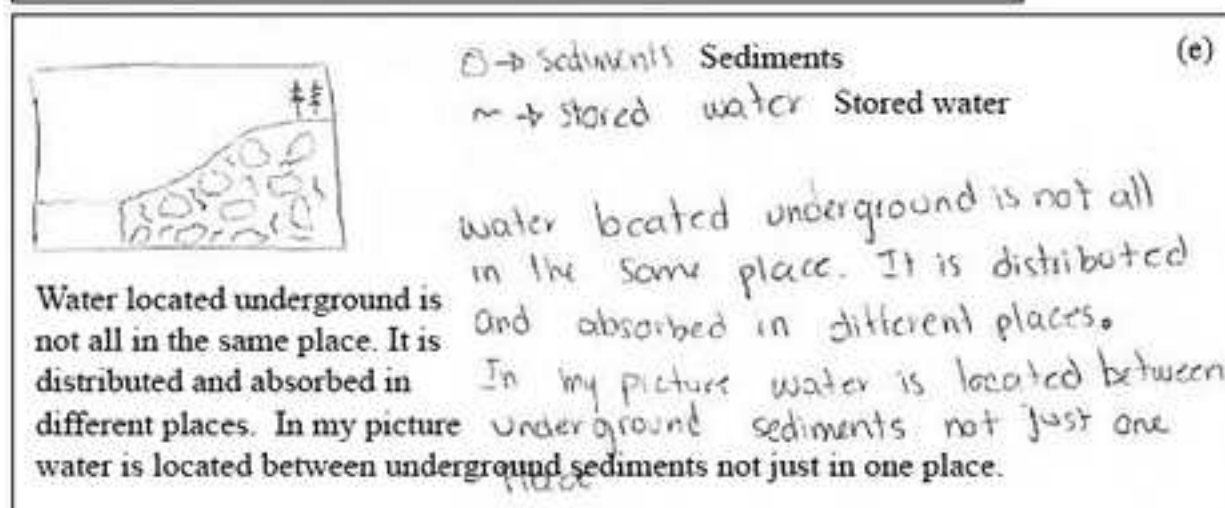 (e)
→ sediments Sediments
~ → stored water Stored water
water located underground is not all
in the same place. It is distributed
and absorbed in different places.
In my picture water is located between
underground sediments not just one
place
Water located underground is
not all in the same place. It is
distributed and absorbed in
different places. In my picture
water is located between underground sediments not just in one place.